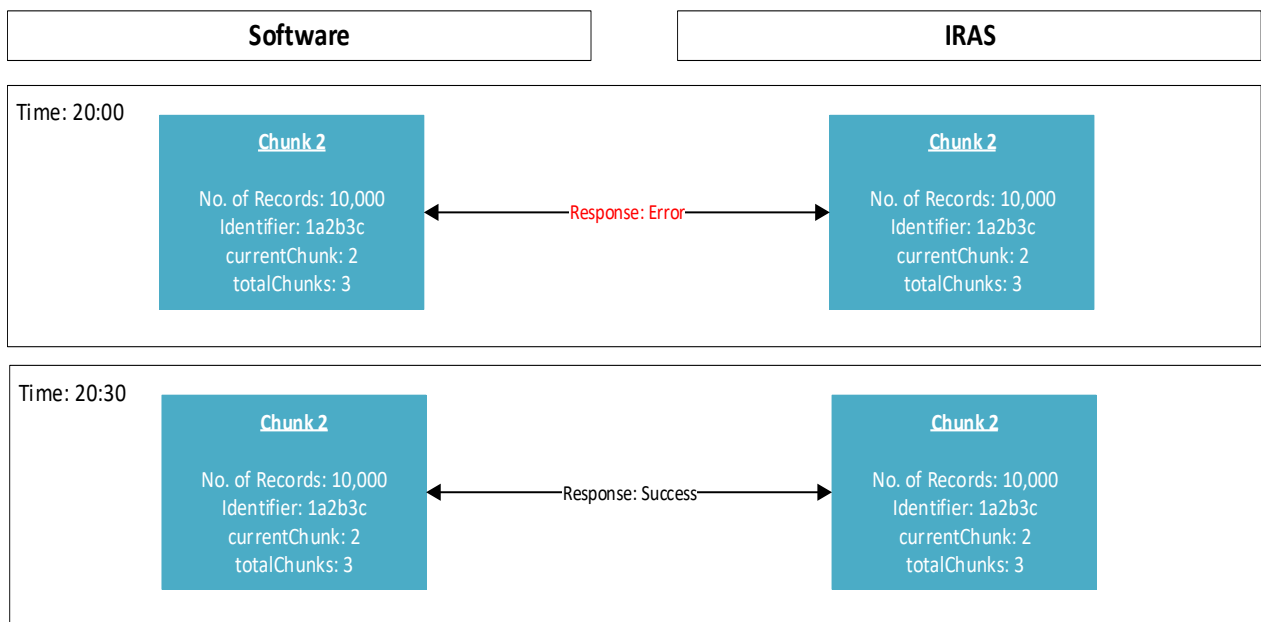 Software
IRAS
Time: 20:00
Chunk 2
No. of Records: 10,000
Identifier: 1a2b3c
currentChunk: 2
totalChunks: 3
Response: Error
Chunk 2
No. of Records: 10,000
Identifier: 1a2b3c
currentChunk: 2
totalChunks: 3
Time: 20:30
Chunk 2
No. of Records: 10,000
Identifier: 1a2b3c
currentChunk: 2
totalChunks: 3
Response: Success
Chunk 2
No. of Records: 10,000
Identifier: 1a2b3c
currentChunk: 2
totalChunks: 3